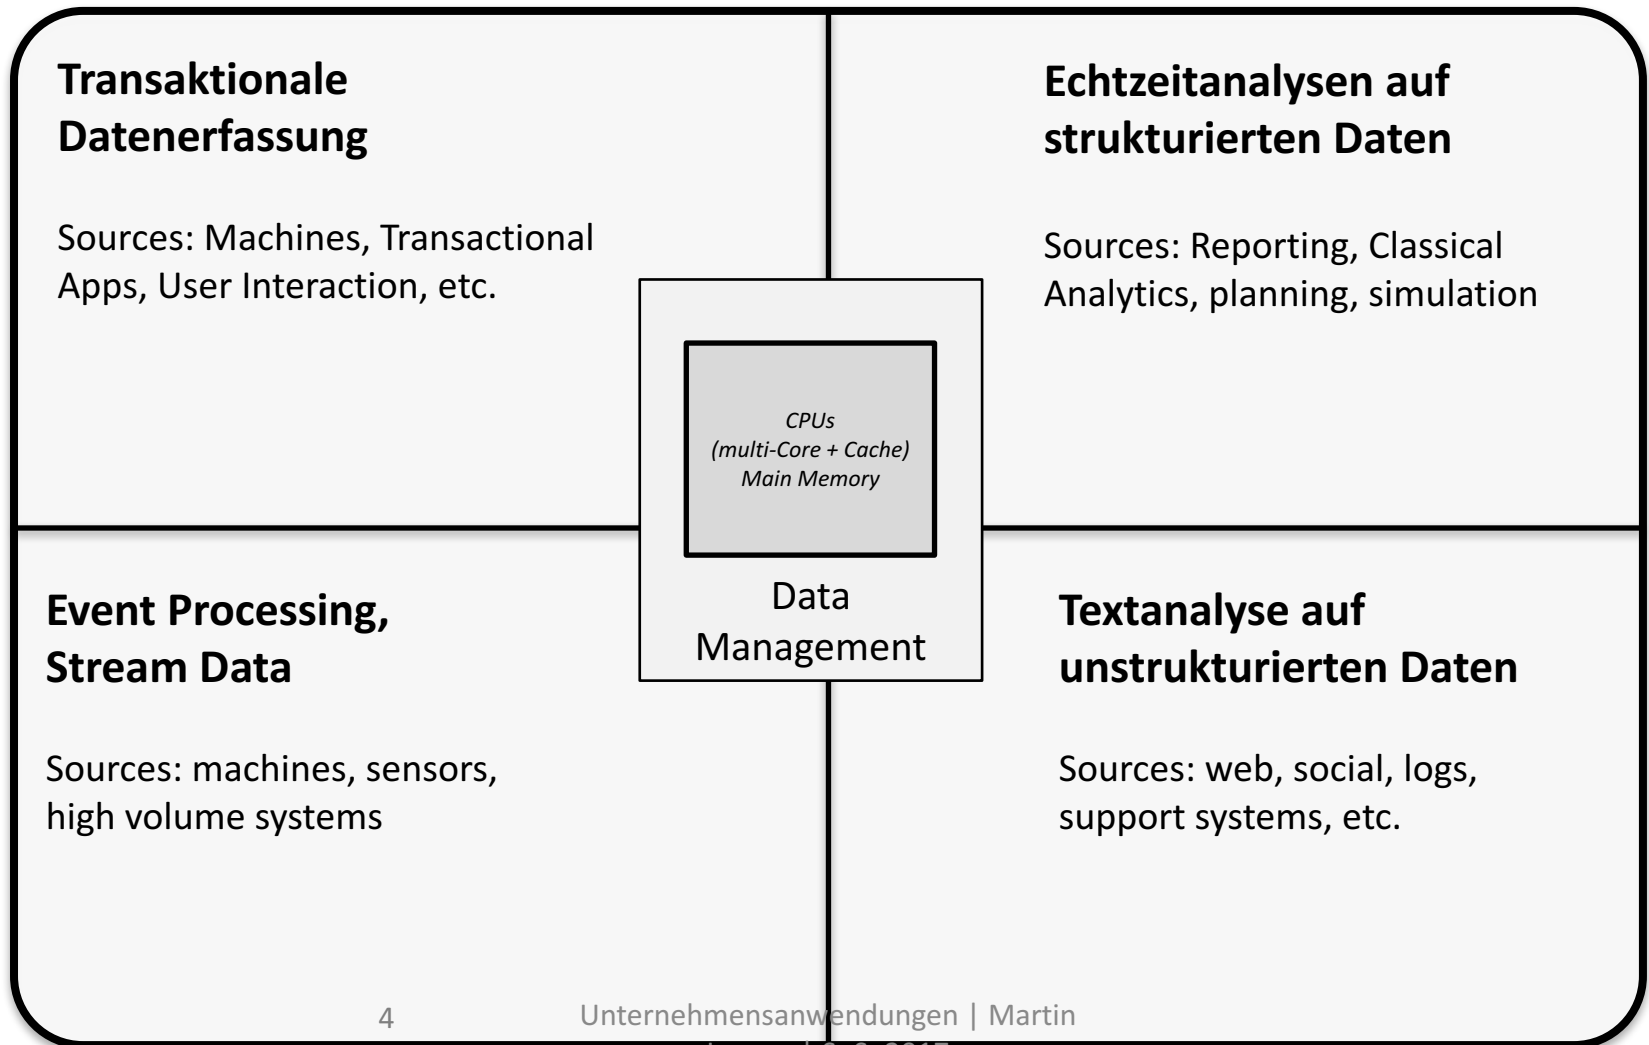 Transaktionale
Datenerfassung
Sources: Machines, Transactional
Apps, User Interaction, etc.
Echtzeitanalysen auf
strukturierten Daten
Sources: Reporting, Classical
Analytics, planning, simulation
CPUs
(multi-Core + Cache)
Main Memory
Data
Management
Event Processing,
Stream Data
Sources: machines, sensors,
high volume systems
Textanalyse auf
unstrukturierten Daten
Sources: web, social, logs,
support systems, etc.
4
Unternehmensanwendungen | Martin